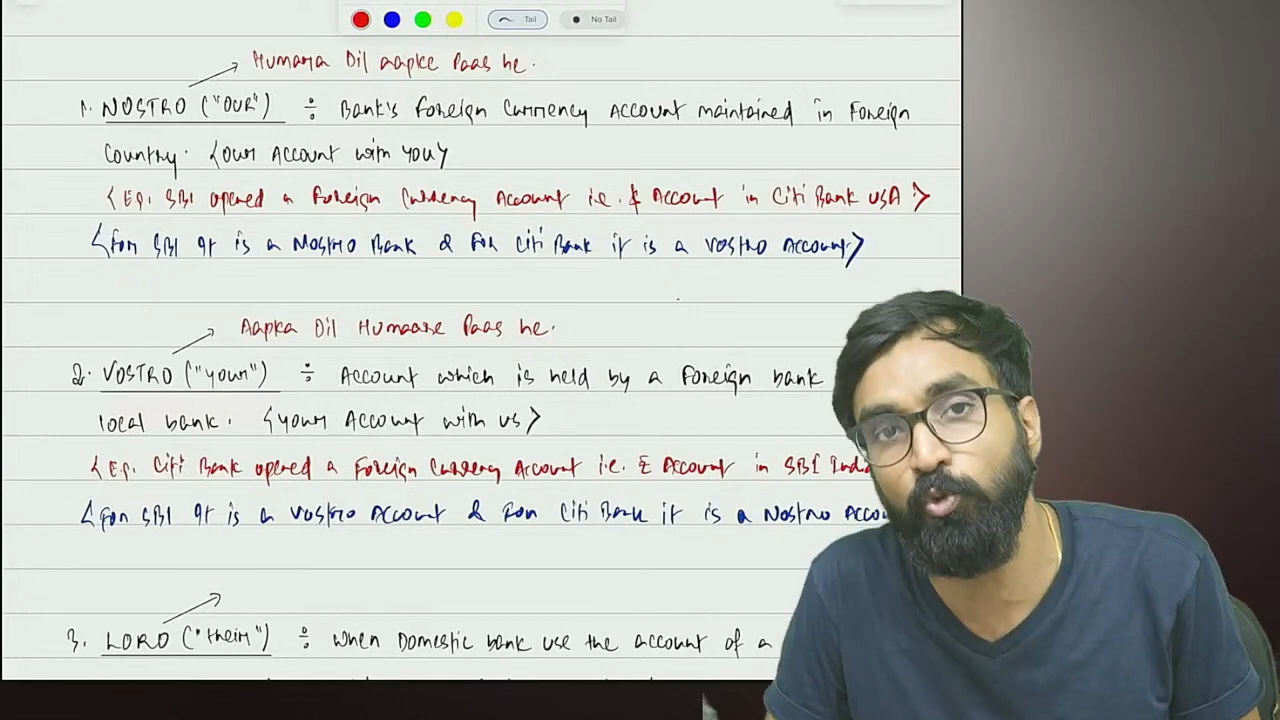 Tail
No Tail
Humara Dil aapke Paas he.
1. NOSTRO ("OUR") ÷ Bank's Foreign Currency Account maintained in Foreign
Country. <our Account with you>
<Eg. SBI opened a Foreign Currency Account i.e. $ Account in Citi Bank USA>
<For SBI It is a Nostro Bank & For Citi Bank it is a Vostro Account>
Aapka Dil Humaare Paas he.
2. VOSTRO ("your") ÷ Account which is held by a Foreign bank
local bank. <your Account with us>
<Eg. Citi Bank opened a Foreign Currency Account i.e. Account in SBI
<For SBI It is a Vostro Account & For Citi Bank it is a Nostro
3. LORO ("their") ÷ when Domestic bank use the account of a